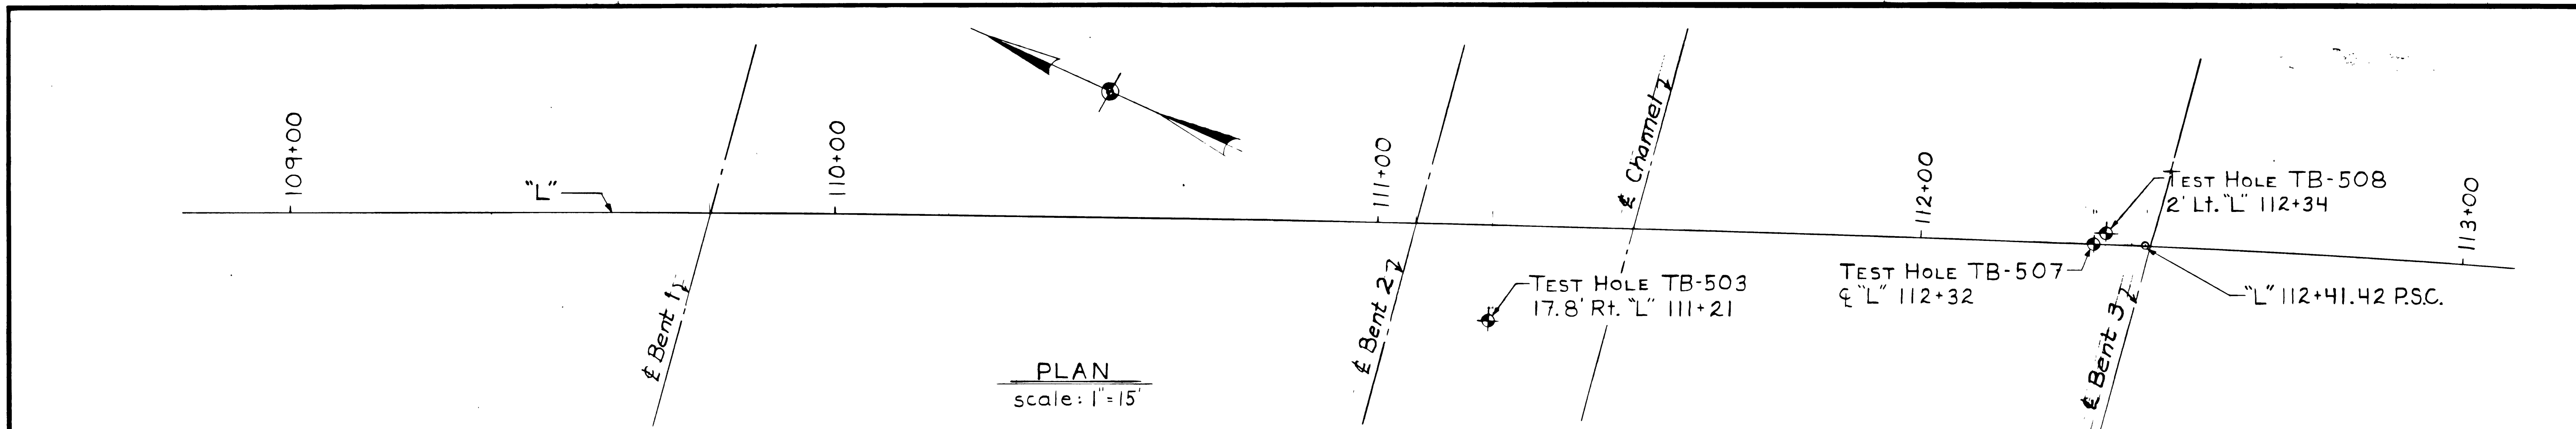 109+00
"L"
110+00
111+00
℄ Channel
112+00
TEST HOLE TB-508
2' Lt. "L" 112+34
113+00
℄ Bent 1
℄ Bent 2
TEST HOLE TB-503
17.8' Rt. "L" 111+21
TEST HOLE TB-507
℄ "L" 112+32
℄ Bent 3
"L" 112+41.42 P.S.C.
PLAN
scale: 1"=15'